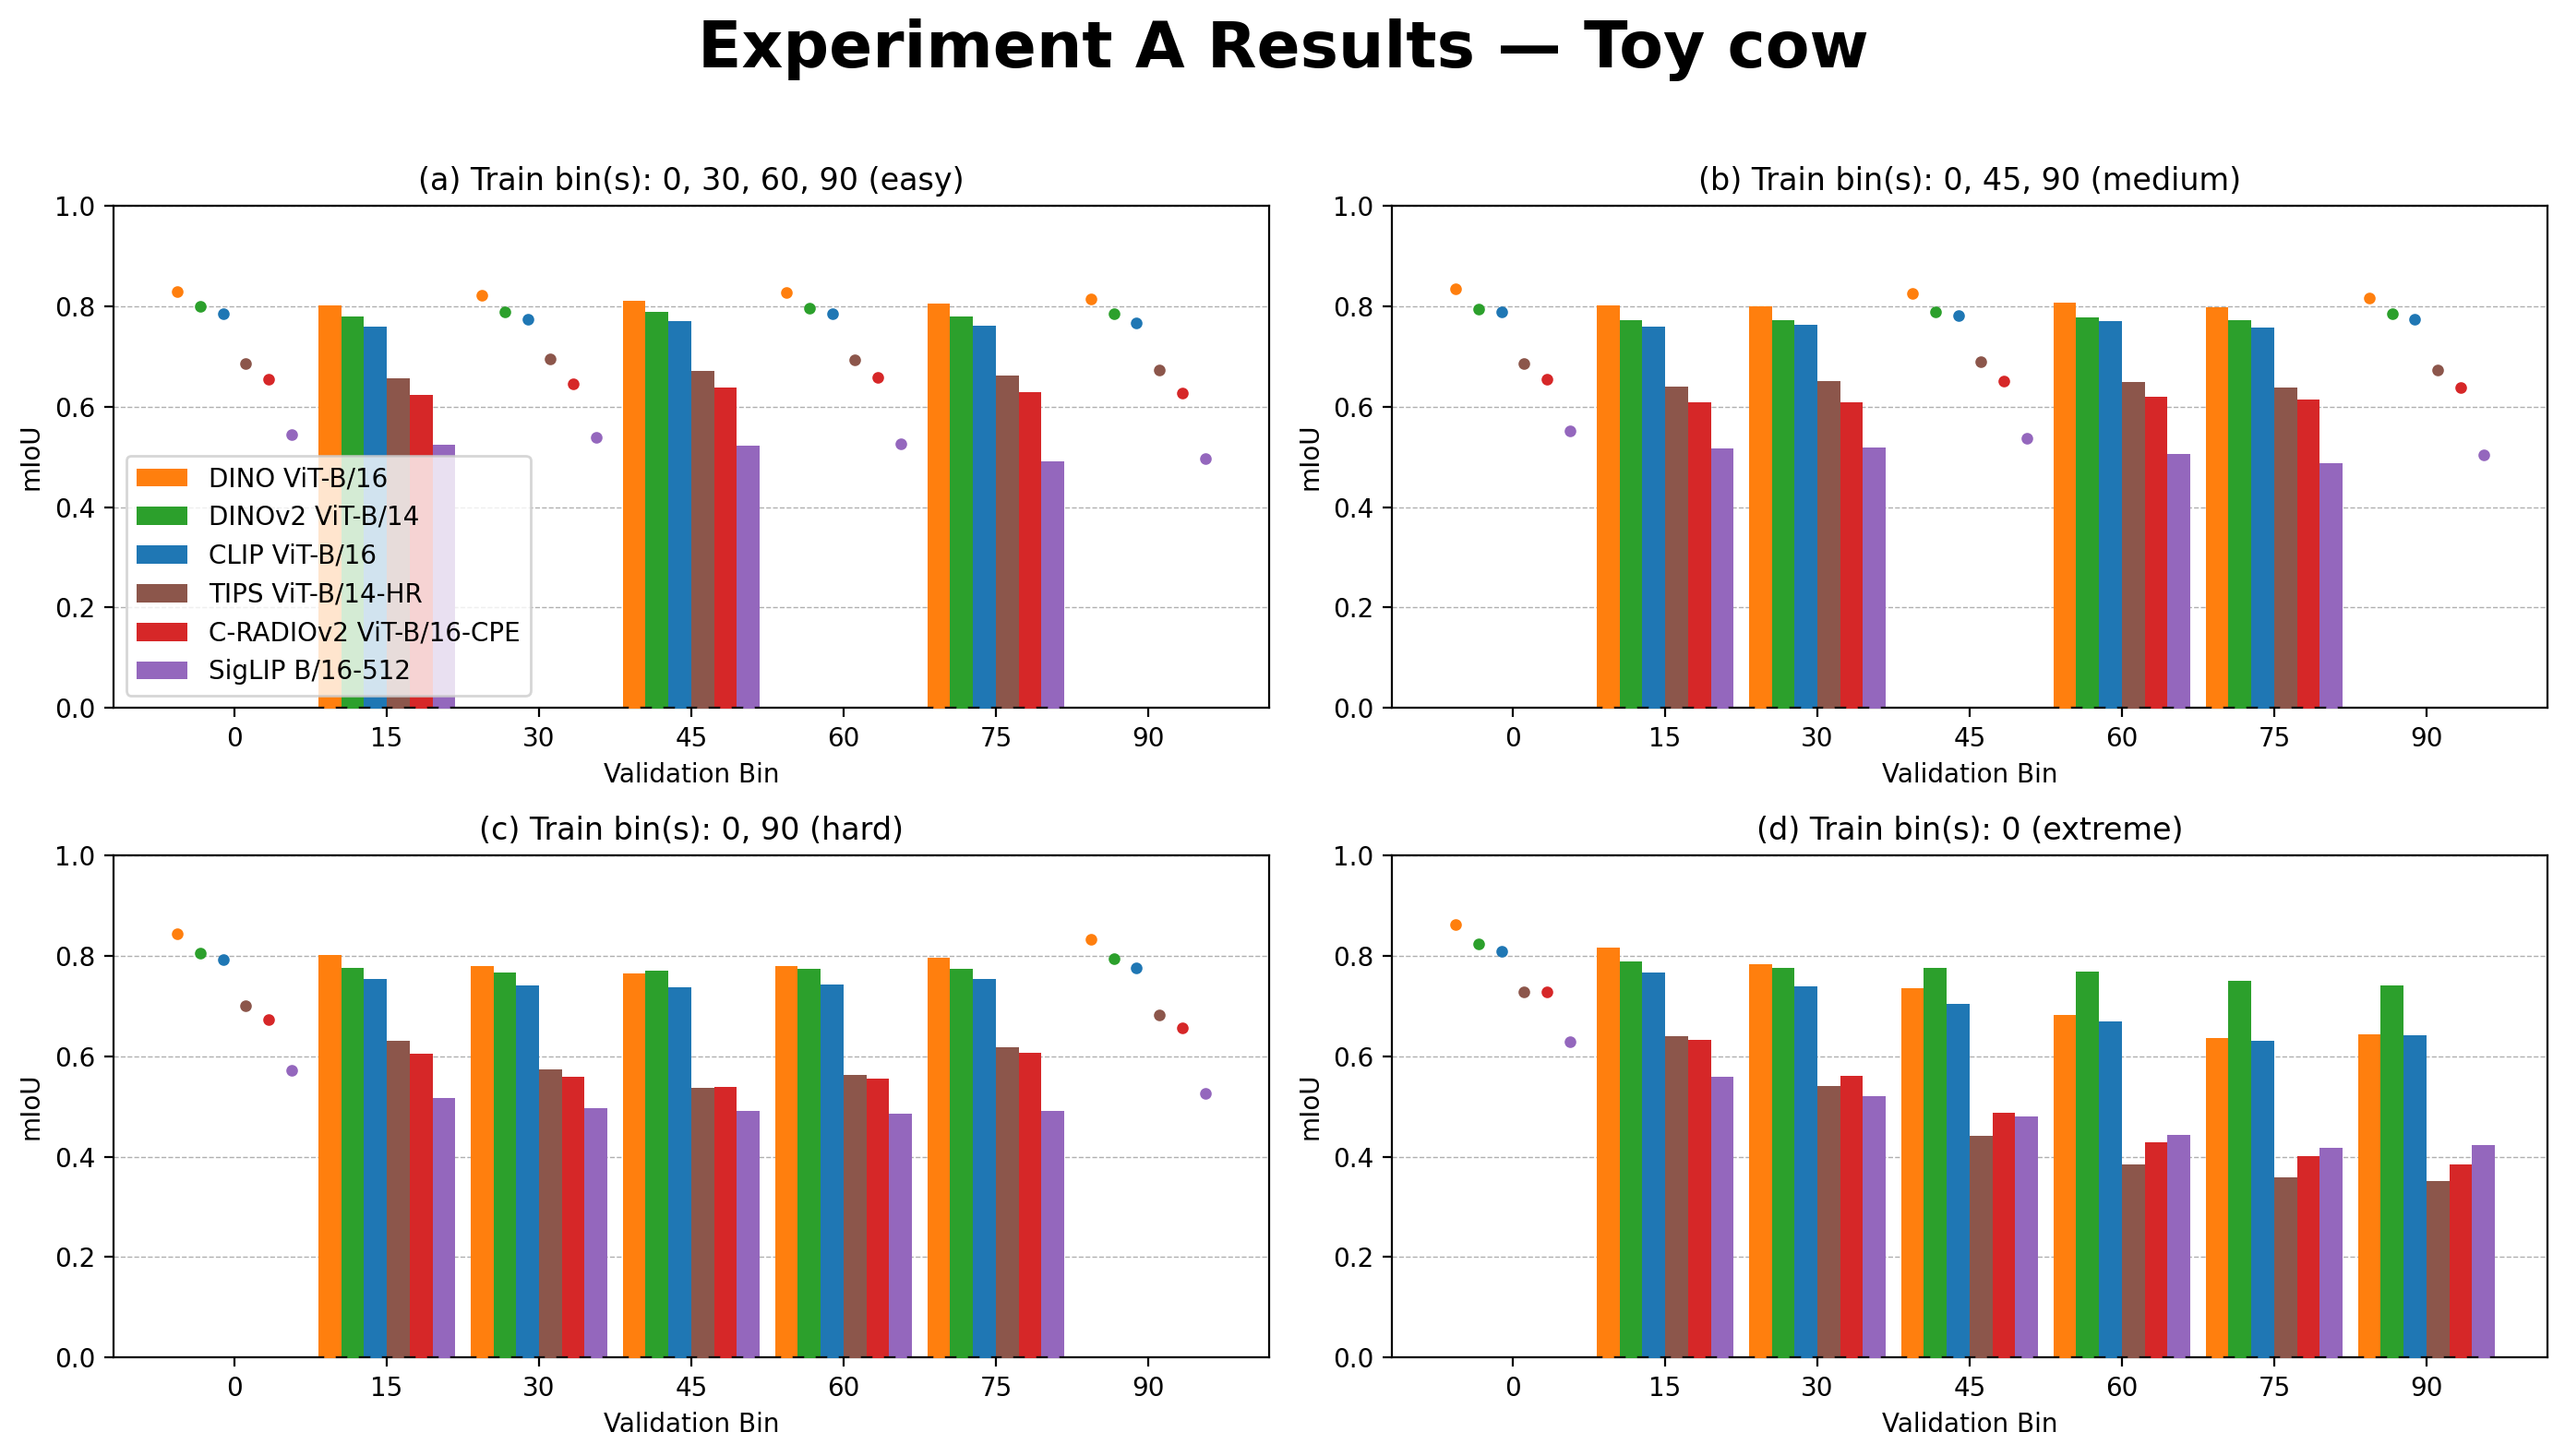 Experiment A Results — Toy cow
(a) Train bin(s): 0, 30, 60, 90 (easy)
1.0
0.8
0.6
0.4
0.2
0.0
mIoU
DINO ViT-B/16
DINOv2 ViT-B/14
CLIP ViT-B/16
TIPS ViT-B/14-HR
C-RADIOv2 ViT-B/16-CPE
SigLIP B/16-512
0 15 30 45 60 75 90
Validation Bin
(b) Train bin(s): 0, 45, 90 (medium)
1.0
0.8
0.6
0.4
0.2
0.0
mIoU
0 15 30 45 60 75 90
Validation Bin
(c) Train bin(s): 0, 90 (hard)
1.0
0.8
0.6
0.4
0.2
0.0
mIoU
0 15 30 45 60 75 90
Validation Bin
(d) Train bin(s): 0 (extreme)
1.0
0.8
0.6
0.4
0.2
0.0
mIoU
0 15 30 45 60 75 90
Validation Bin